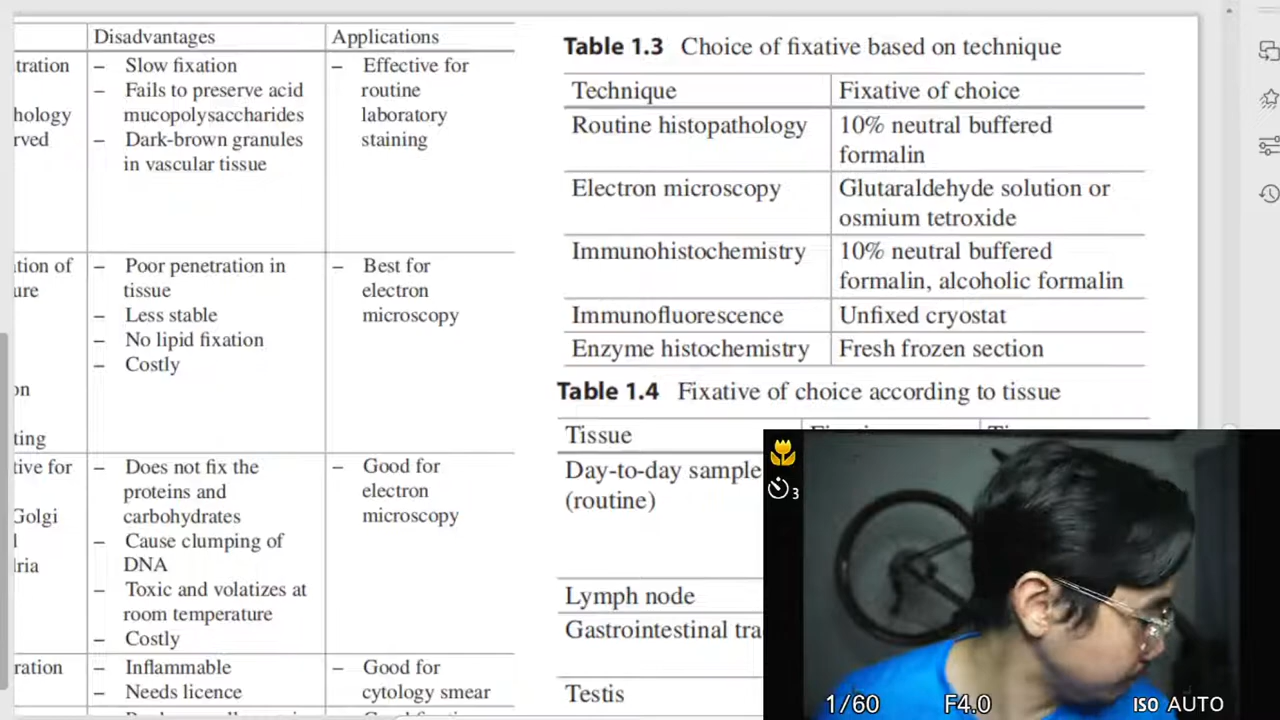 Disadvantages
Applications
tration
hology
rved
– Slow fixation
– Fails to preserve acid
mucopolysaccharides
– Dark-brown granules
in vascular tissue
– Effective for
routine
laboratory
staining
tion of
ure
on
ting
– Poor penetration in
tissue
– Less stable
– No lipid fixation
– Costly
– Best for
electron
microscopy
tive for
Golgi
l
dria
– Does not fix the
proteins and
carbohydrates
– Cause clumping of
DNA
– Toxic and volatizes at
room temperature
– Costly
– Good for
electron
microscopy
ration
– Inflammable
– Needs licence
– Good for
cytology smear
Table 1.3 Choice of fixative based on technique
Technique Fixative of choice
Routine histopathology 10% neutral buffered
formalin
Electron microscopy Glutaraldehyde solution or
osmium tetroxide
Immunohistochemistry 10% neutral buffered
formalin, alcoholic formalin
Immunofluorescence Unfixed cryostat
Enzyme histochemistry Fresh frozen section
Table 1.4 Fixative of choice according to tissue
Tissue
Day-to-day sample
(routine)
Lymph node
Gastrointestinal tra
Testis
3
1/60 F4.0 ISO AUTO